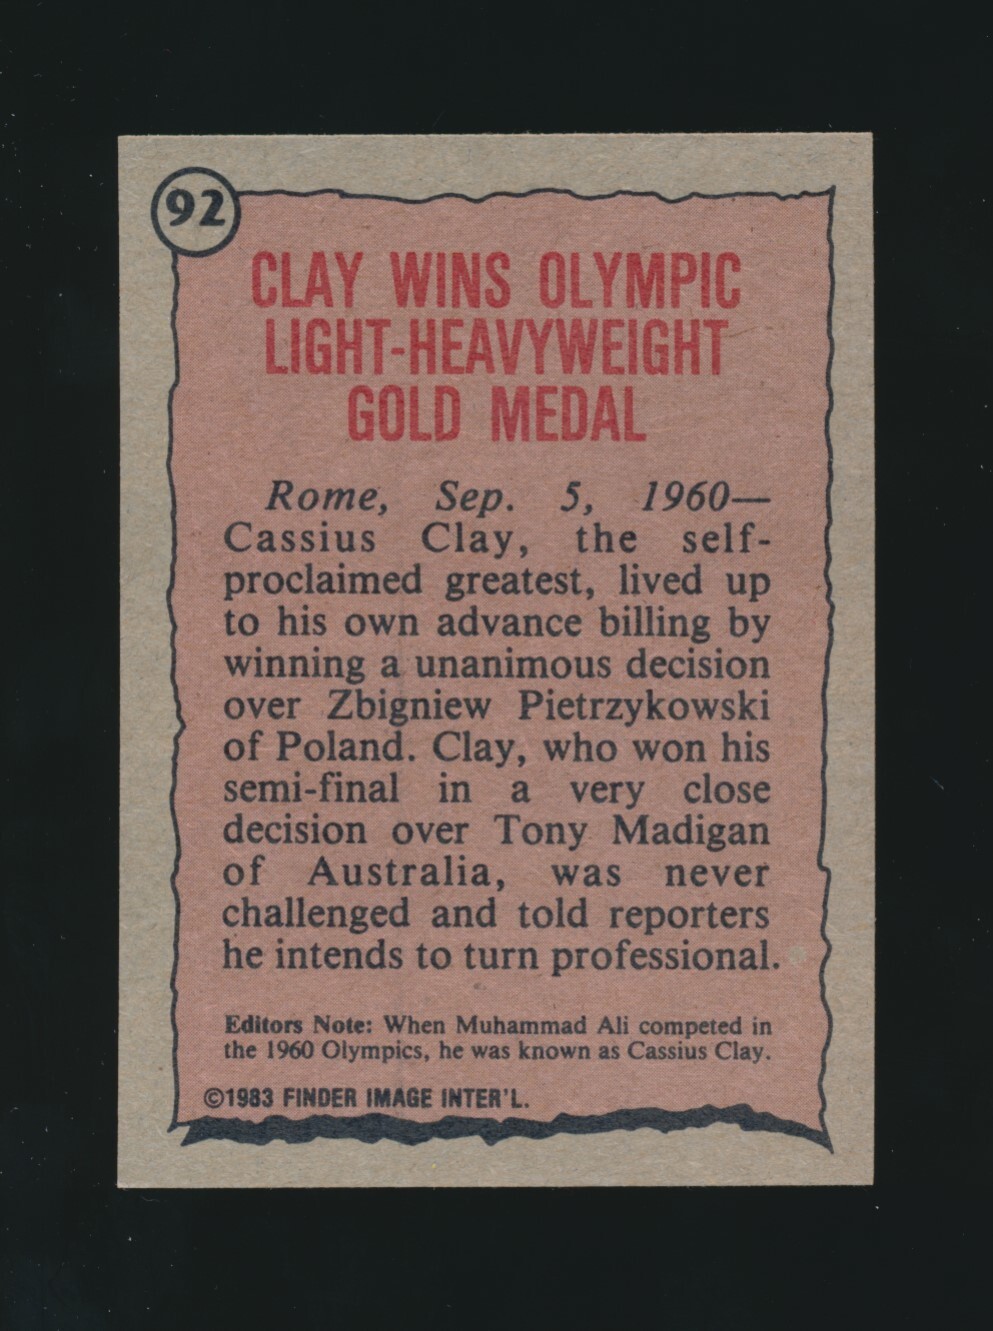 92
CLAY WINS OLYMPIC
LIGHT-HEAVYWEIGHT
GOLD MEDAL
Rome, Sep. 5, 1960—
Cassius Clay, the self-
proclaimed greatest, lived up
to his own advance billing by
winning a unanimous decision
over Zbigniew Pietrzykowski
of Poland. Clay, who won his
semi-final in a very close
decision over Tony Madigan
of Australia, was never
challenged and told reporters
he intends to turn professional.
Editors Note: When Muhammad Ali competed in
the 1960 Olympics, he was known as Cassius Clay.
©1983 FINDER IMAGE INTER'L.